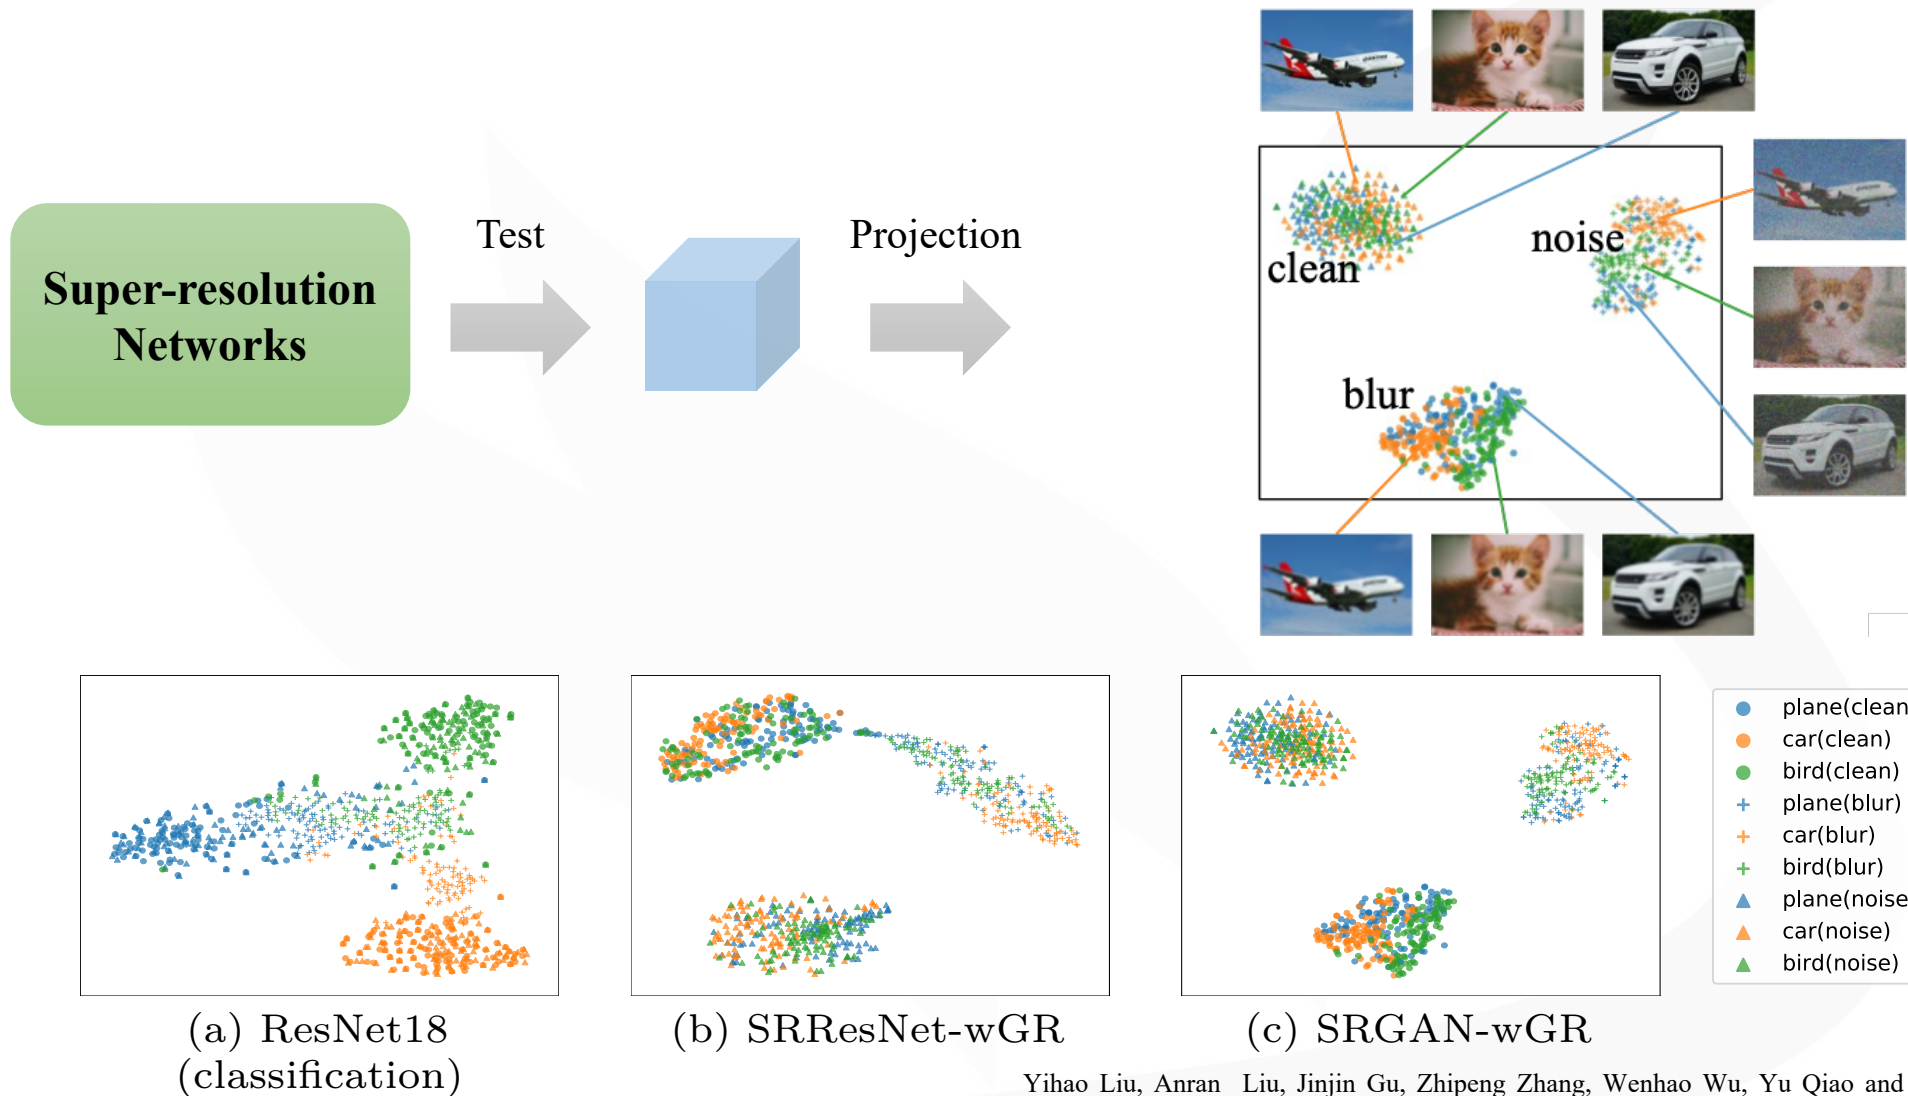 Super-resolution
Networks
Test
Projection
clean
noise
blur
plane(clean
car(clean)
bird(clean)
plane(blur)
car(blur)
bird(blur)
plane(noise
car(noise)
bird(noise)
(a) ResNet18
(classification)
(b) SRResNet-wGR
(c) SRGAN-wGR
Yihao Liu, Anran Liu, Jinjin Gu, Zhipeng Zhang, Wenhao Wu, Yu Qiao and